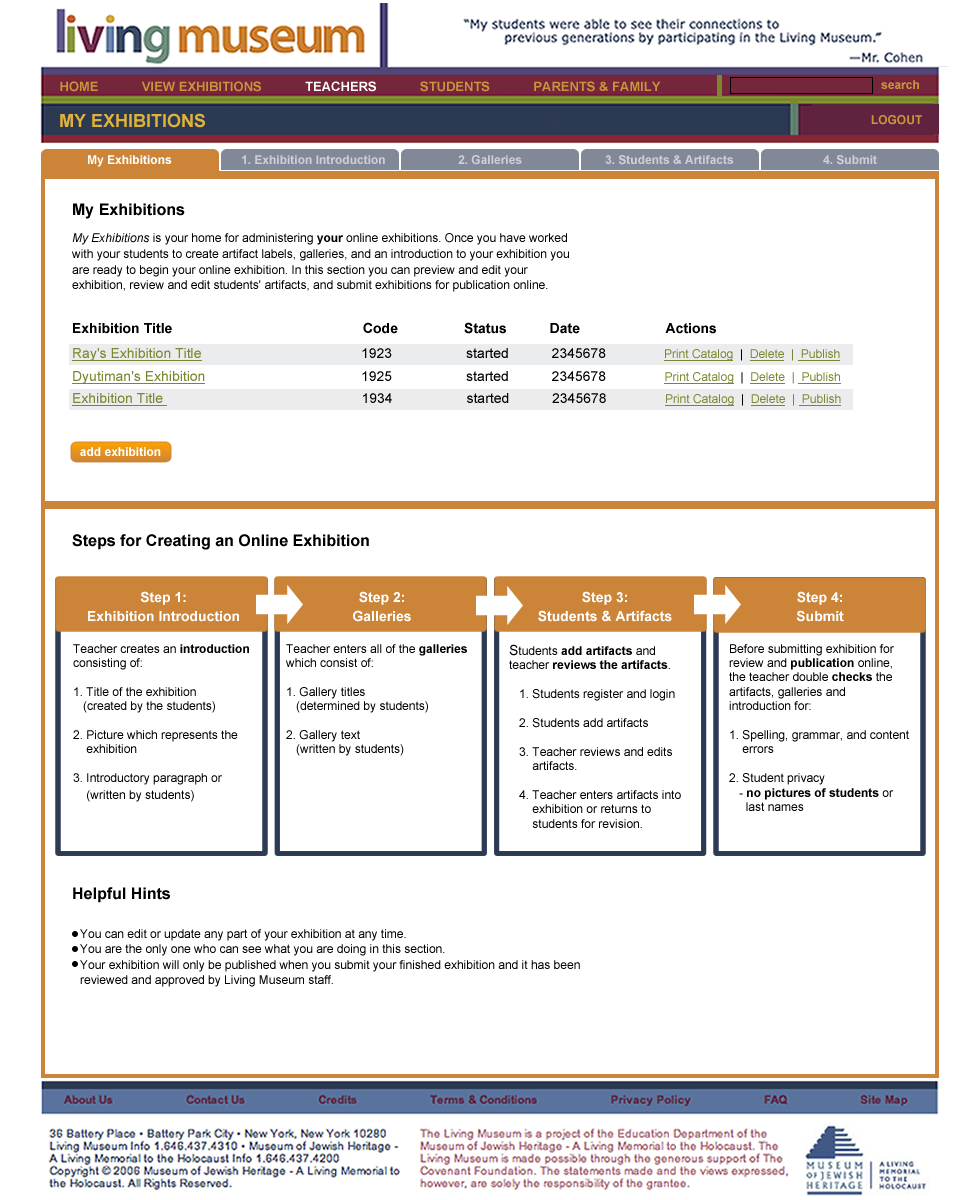 living museum
“My students were able to see their connections to
previous generations by participating in the Living Museum.”
—Mr. Cohen
HOME VIEW EXHIBITIONS TEACHERS STUDENTS PARENTS & FAMILY search
MY EXHIBITIONS LOGOUT
My Exhibitions 1. Exhibition Introduction 2. Galleries 3. Students & Artifacts 4. Submit
My Exhibitions
My Exhibitions is your home for administering your online exhibitions. Once you have worked
with your students to create artifact labels, galleries, and an introduction to your exhibition you
are ready to begin your online exhibition. In this section you can preview and edit your
exhibition, review and edit students' artifacts, and submit exhibitions for publication online.
Exhibition Title Code Status Date Actions
Ray's Exhibition Title 1923 started 2345678 Print Catalog | Delete | Publish
Dyutiman's Exhibition 1925 started 2345678 Print Catalog | Delete | Publish
Exhibition Title 1934 started 2345678 Print Catalog | Delete | Publish
add exhibition
Steps for Creating an Online Exhibition
Step 1:
Exhibition Introduction
Teacher creates an introduction
consisting of:
1. Title of the exhibition
(created by the students)
2. Picture which represents the
exhibition
3. Introductory paragraph or
(written by students)
Step 2:
Galleries
Teacher enters all of the galleries
which consist of:
1. Gallery titles
(determined by students)
2. Gallery text
(written by students)
Step 3:
Students & Artifacts
Students add artifacts and
teacher reviews the artifacts.
1. Students register and login
2. Students add artifacts
3. Teacher reviews and edits
artifacts.
4. Teacher enters artifacts into
exhibition or returns to
students for revision.
Step 4:
Submit
Before submitting exhibition for
review and publication online,
the teacher double checks the
artifacts, galleries and
introduction for:
1. Spelling, grammar, and content
errors
2. Student privacy
- no pictures of students or
last names
Helpful Hints
●You can edit or update any part of your exhibition at any time.
●You are the only one who can see what you are doing in this section.
●Your exhibition will only be published when you submit your finished exhibition and it has been
reviewed and approved by Living Museum staff.
About Us Contact Us Credits Terms & Conditions Privacy Policy FAQ Site Map
36 Battery Place • Battery Park City • New York, New York 10280
Living Museum Info 1.646.437.4310 • Museum of Jewish Heritage -
A Living Memorial to the Holocaust Info 1.646.437.4200
Copyright © 2006 Museum of Jewish Heritage - A Living Memorial to
the Holocaust. All Rights Reserved.
The Living Museum is a project of the Education Department of the
Museum of Jewish Heritage - A Living Memorial to the Holocaust. The
Living Museum is made possible through the generous support of The
Covenant Foundation. The statements made and the views expressed,
however, are solely the responsibility of the grantee.
MUSEUM
OF JEWISH
HERITAGE
A LIVING
MEMORIAL
TO THE
HOLOCAUST